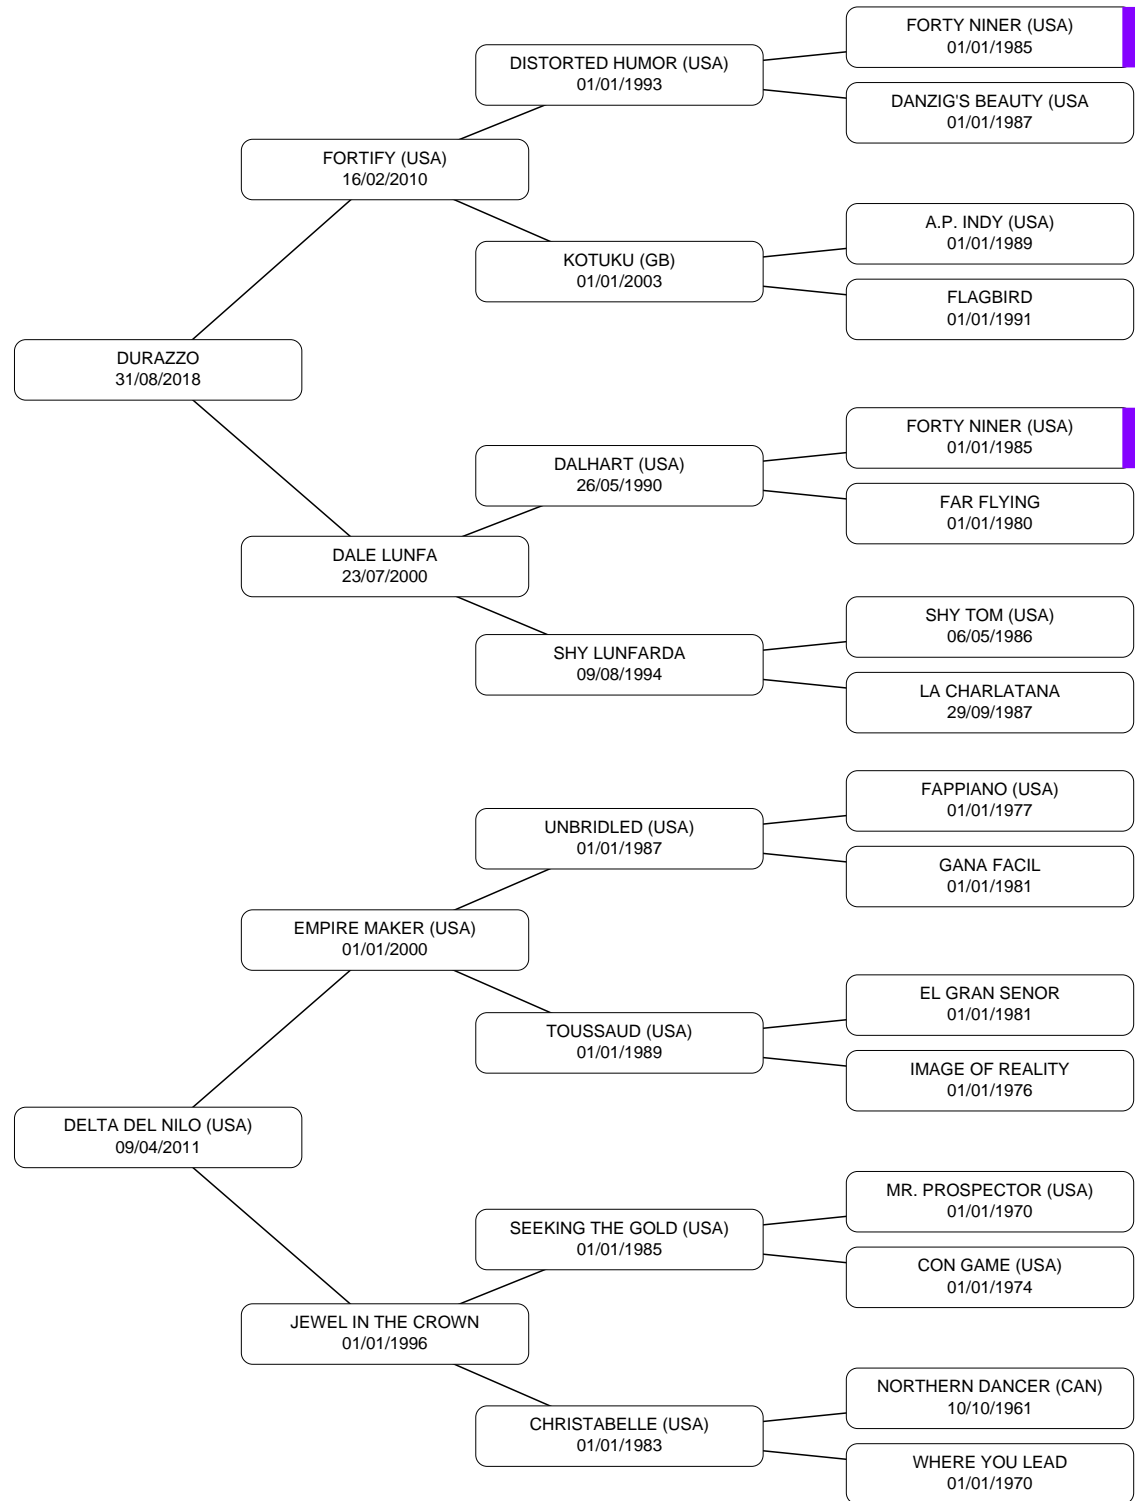 FORTY NINER (USA)
01/01/1985
DISTORTED HUMOR (USA)
01/01/1993
DANZIG'S BEAUTY (USA
01/01/1987
FORTIFY (USA)
16/02/2010
A.P. INDY (USA)
01/01/1989
KOTUKU (GB)
01/01/2003
FLAGBIRD
01/01/1991
DURAZZO
31/08/2018
FORTY NINER (USA)
01/01/1985
DALHART (USA)
26/05/1990
FAR FLYING
01/01/1980
DALE LUNFA
23/07/2000
SHY TOM (USA)
06/05/1986
SHY LUNFARDA
09/08/1994
LA CHARLATANA
29/09/1987
FAPPIANO (USA)
01/01/1977
UNBRIDLED (USA)
01/01/1987
GANA FACIL
01/01/1981
EMPIRE MAKER (USA)
01/01/2000
EL GRAN SENOR
01/01/1981
TOUSSAUD (USA)
01/01/1989
IMAGE OF REALITY
01/01/1976
DELTA DEL NILO (USA)
09/04/2011
MR. PROSPECTOR (USA)
01/01/1970
SEEKING THE GOLD (USA)
01/01/1985
CON GAME (USA)
01/01/1974
JEWEL IN THE CROWN
01/01/1996
NORTHERN DANCER (CAN)
10/10/1961
CHRISTABELLE (USA)
01/01/1983
WHERE YOU LEAD
01/01/1970